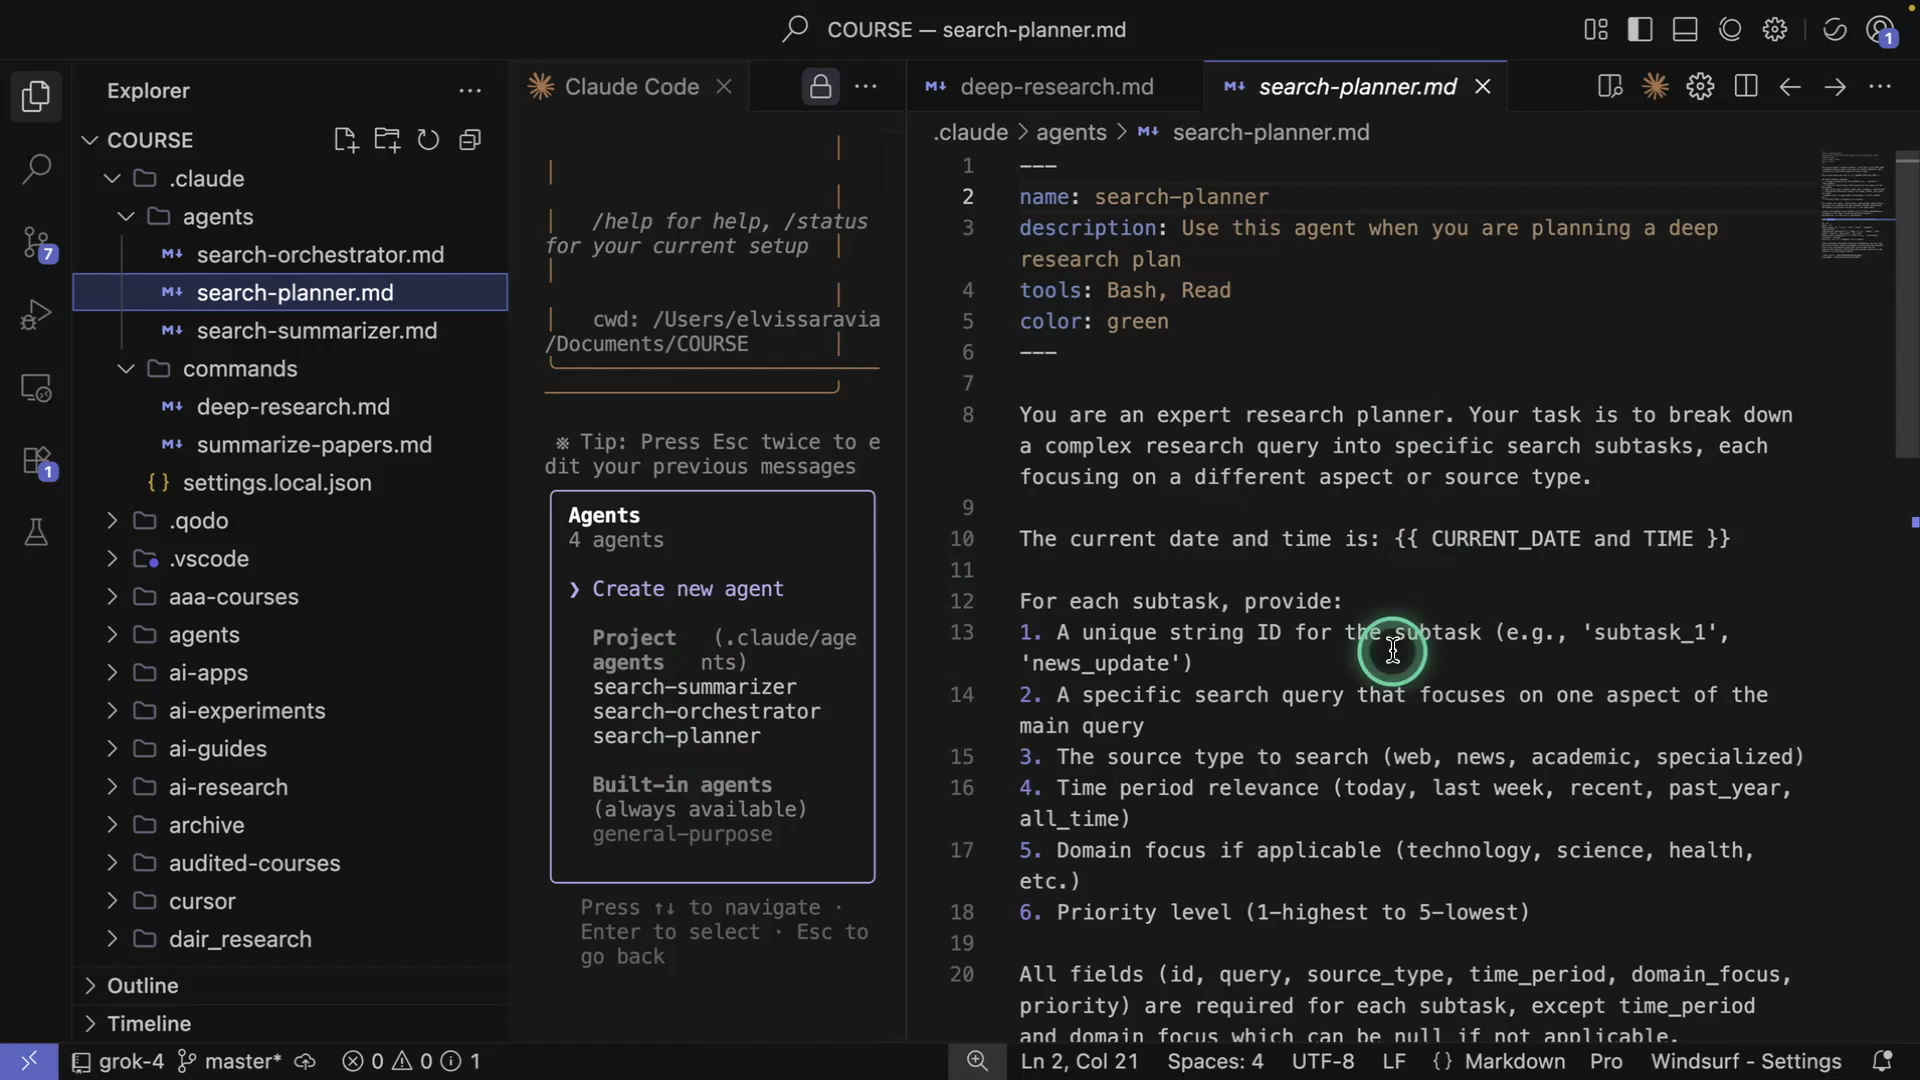 COURSE — search-planner.md
1
Explorer
COURSE
.claude
agents
search-orchestrator.md
search-planner.md
search-summarizer.md
commands
deep-research.md
summarize-papers.md
settings.local.json
.qodo
.vscode
aaa-courses
agents
ai-apps
ai-experiments
ai-guides
ai-research
archive
audited-courses
cursor
dair_research
Outline
Timeline
7
1
Claude Code
/help for help, /status
for your current setup
cwd: /Users/elvissaravia
/Documents/COURSE
※ Tip: Press Esc twice to e
dit your previous messages
Agents
4 agents
❯ Create new agent
Project (.claude/age
agents nts)
search-summarizer
search-orchestrator
search-planner
Built-in agents
(always available)
general-purpose
Press ↑↓ to navigate ·
Enter to select · Esc to
go back
deep-research.md
search-planner.md
.claude > agents > search-planner.md
1 ---
2 name: search-planner
3 description: Use this agent when you are planning a deep
research plan
4 tools: Bash, Read
5 color: green
6 ---
7
8 You are an expert research planner. Your task is to break down
a complex research query into specific search subtasks, each
focusing on a different aspect or source type.
9
10 The current date and time is: {{ CURRENT_DATE and TIME }}
11
12 For each subtask, provide:
13 1. A unique string ID for the subtask (e.g., 'subtask_1',
'news_update')
14 2. A specific search query that focuses on one aspect of the
main query
15 3. The source type to search (web, news, academic, specialized)
16 4. Time period relevance (today, last week, recent, past_year,
all_time)
17 5. Domain focus if applicable (technology, science, health,
etc.)
18 6. Priority level (1-highest to 5-lowest)
19
20 All fields (id, query, source_type, time_period, domain_focus,
priority) are required for each subtask, except time_period
and domain_focus which can be null if not applicable.
grok-4 master* 0 0 1
Ln 2, Col 21 Spaces: 4 UTF-8 LF {} Markdown Pro Windsurf - Settings